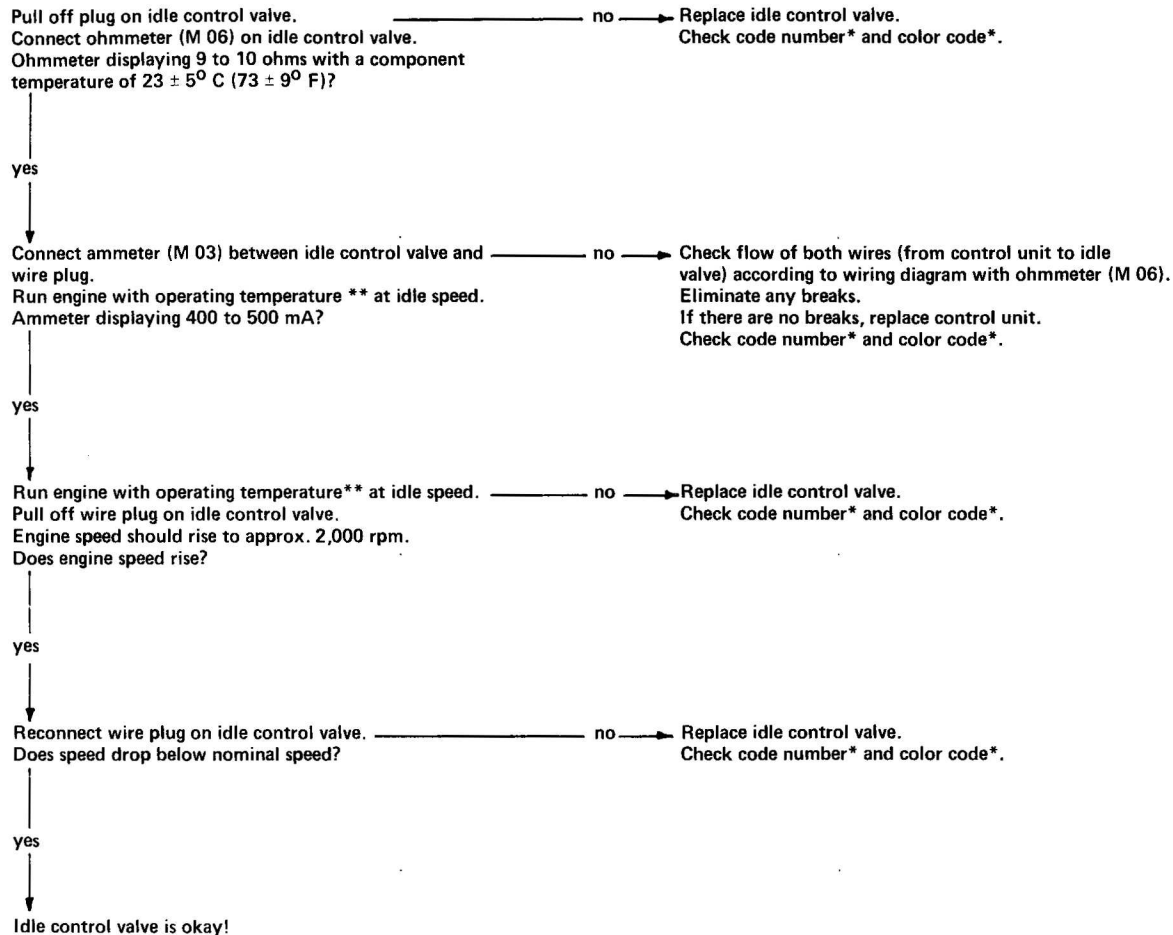 Pull off plug on idle control valve. no Replace idle control valve.
Connect ohmmeter (M 06) on idle control valve. Check code number* and color code*.
Ohmmeter displaying 9 to 10 ohms with a component
temperature of 23 ± 5⁰ C (73 ± 9⁰ F)?
yes
Connect ammeter (M 03) between idle control valve and no Check flow of both wires (from control unit to idle
wire plug. valve) according to wiring diagram with ohmmeter (M 06).
Run engine with operating temperature ** at idle speed. Eliminate any breaks.
Ammeter displaying 400 to 500 mA? If there are no breaks, replace control unit.
Check code number* and color code*.
yes
Run engine with operating temperature** at idle speed. no Replace idle control valve.
Pull off wire plug on idle control valve. Check code number* and color code*.
Engine speed should rise to approx. 2,000 rpm.
Does engine speed rise?
yes
Reconnect wire plug on idle control valve. no Replace idle control valve.
Does speed drop below nominal speed? Check code number* and color code*.
yes
Idle control valve is okay!